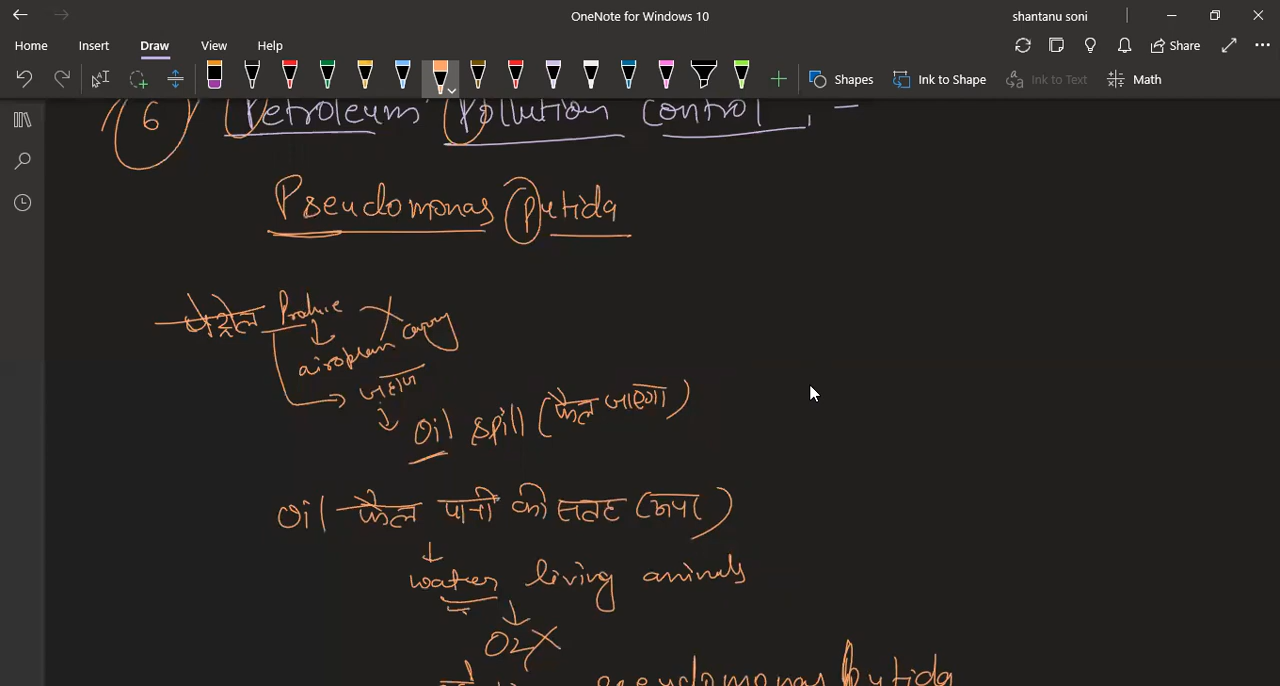 OneNote for Windows 10
shantanu soni
Home Insert Draw View Help
Share
Shapes Ink to Shape Ink to Text Math
6 Petroleum Pollution Control, =
Pseudomonas Putida
पेट्रोल Produce X
airoplan
जहाज
Oil spill (फैल जाएगा)
Oil फैल पानी की सतह (ऊपर)
water living animals
O2 X
pseudomonas Putida